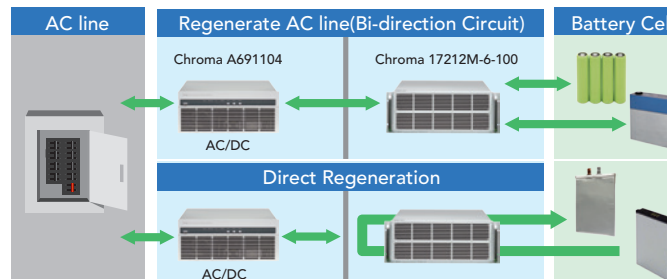 AC line
Regenerate AC line(Bi-direction Circuit)
Battery Cel
Chroma A691104
Chroma 17212M-6-100
AC/DC
Direct Regeneration
AC/DC